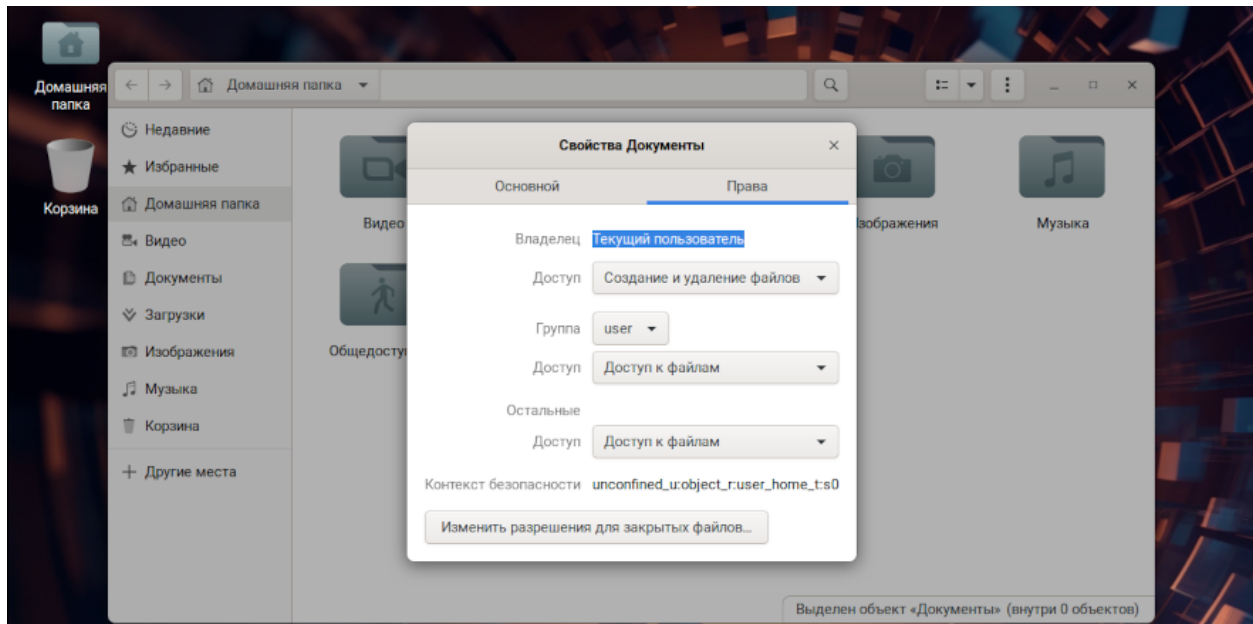 Домашняя
папка
Корзина
Домашняя папка
Недавние
Избранные
Домашняя папка
Видео
Документы
Загрузки
Изображения
Музыка
Корзина
Другие места
Видео
Музыка
Свойства Документы
Основной
Права
Владелец Текущий пользователь
Доступ Создание и удаление файлов
Группа user
Доступ Доступ к файлам
Остальные
Доступ Доступ к файлам
Контекст безопасности unconfined_u:object_r:user_home_t:s0
Изменить разрешения для закрытых файлов...
Выделен объект «Документы» (внутри 0 объектов)